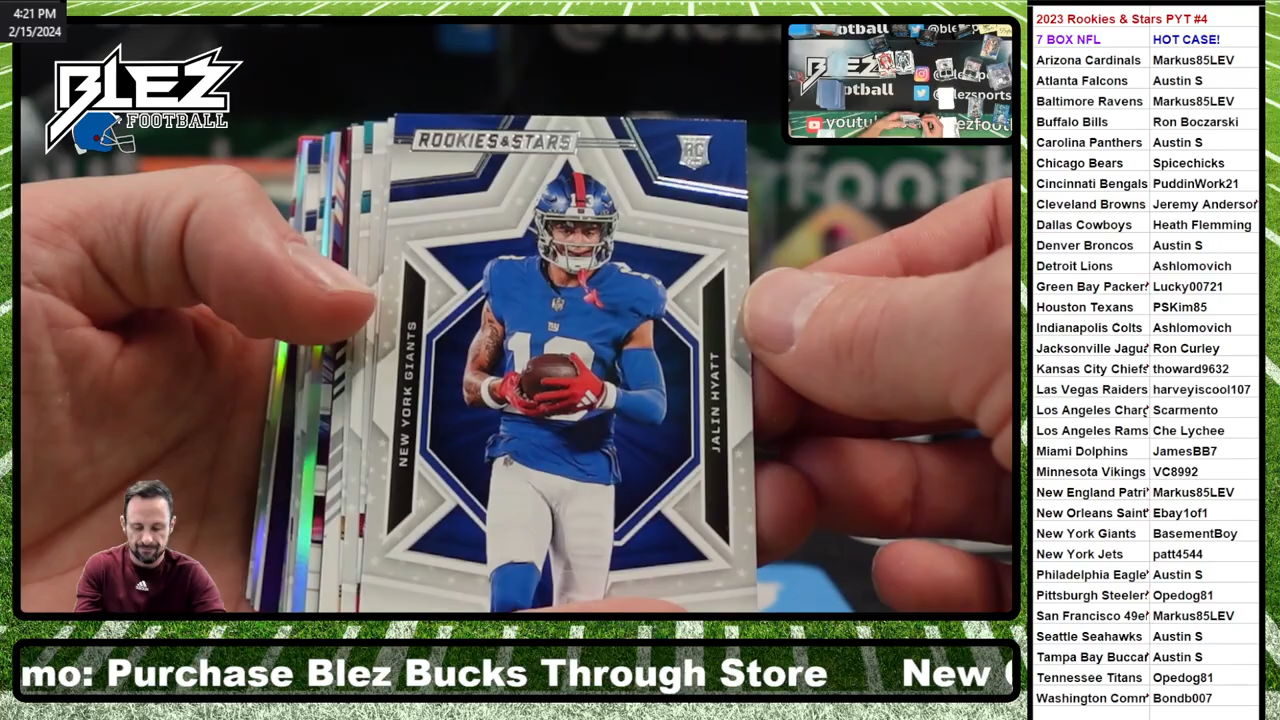 4:21 PM
2/15/2024
BLEZ
FOOTBALL
ROOKIES & STARS
RC
13
NEW YORK GIANTS
JALIN HYATT
mo: Purchase Blez Bucks Through Store New
2023 Rookies & Stars PYT #4
7 BOX NFL HOT CASE!
Arizona Cardinals Markus85LEV
Atlanta Falcons Austin S
Baltimore Ravens Markus85LEV
Buffalo Bills Ron Boczarski
Carolina Panthers Austin S
Chicago Bears Spicechicks
Cincinnati Bengals PuddinWork21
Cleveland Browns Jeremy Anderso
Dallas Cowboys Heath Flemming
Denver Broncos Austin S
Detroit Lions Ashlomovich
Green Bay Packer Lucky00721
Houston Texans PSKim85
Indianapolis Colts Ashlomovich
Jacksonville Jagua Ron Curley
Kansas City Chiefs thoward9632
Las Vegas Raiders harveyiscool107
Los Angeles Charg Scarmento
Los Angeles Rams Che Lychee
Miami Dolphins JamesBB7
Minnesota Vikings VC8992
New England Patri Markus85LEV
New Orleans Saint Ebay1of1
New York Giants BasementBoy
New York Jets patt4544
Philadelphia Eagle Austin S
Pittsburgh Steeler Opedog81
San Francisco 49e Markus85LEV
Seattle Seahawks Austin S
Tampa Bay Buccan Austin S
Tennessee Titans Opedog81
Washington Comm Bondb007